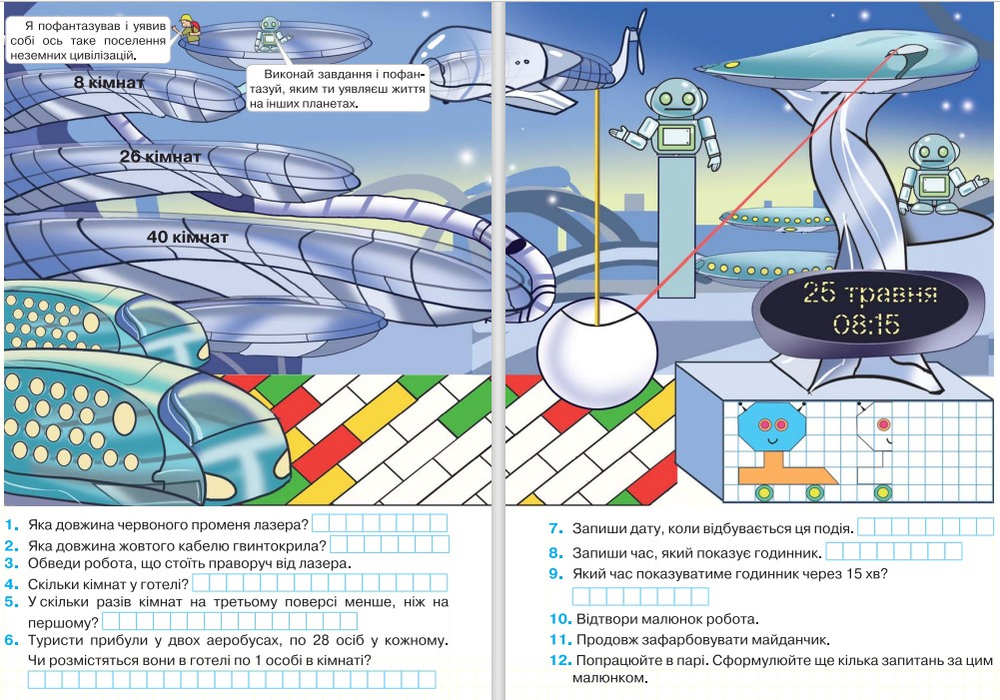 Я пофантазував і уявив
собі ось таке поселення
неземних цивілізацій.
Виконай завдання і пофан-
тазуй, яким ти уявляєш життя
на інших планетах.
8 кімнат
26 кімнат
40 кімнат
25 травня
08:15
1. Яка довжина червоного променя лазера?
2. Яка довжина жовтого кабелю гвинтокрила?
3. Обведи робота, що стоїть праворуч від лазера.
4. Скільки кімнат у готелі?
5. У скільки разів кімнат на третьому поверсі менше, ніж на
першому?
6. Туристи прибули у двох аеробусах, по 28 осіб у кожному.
Чи розмістяться вони в готелі по 1 особі в кімнаті?
7. Запиши дату, коли відбувається ця подія.
8. Запиши час, який показує годинник.
9. Який час показуватиме годинник через 15 хв?
10. Відтвори малюнок робота.
11. Продовж зафарбовувати майданчик.
12. Попрацюйте в парі. Сформулюйте ще кілька запитань за цим
малюнком.